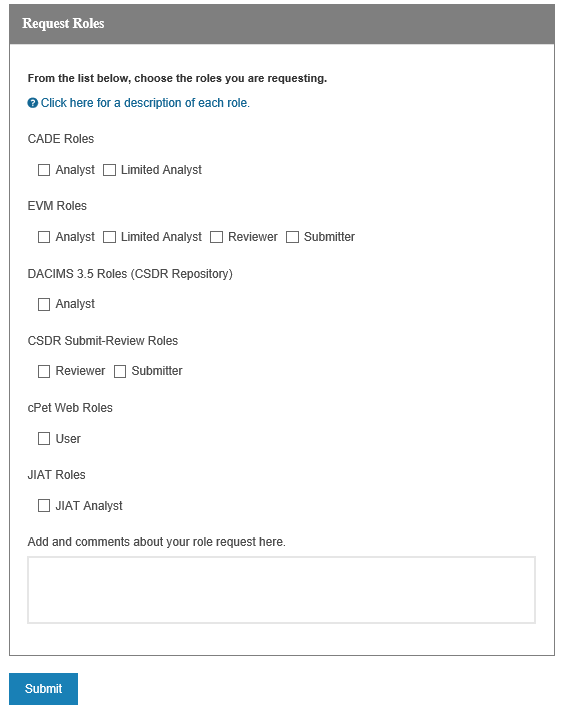 Request Roles
From the list below, choose the roles you are requesting.
? Click here for a description of each role.
CADE Roles
Analyst Limited Analyst
EVM Roles
Analyst Limited Analyst Reviewer Submitter
DACIMS 3.5 Roles (CSDR Repository)
Analyst
CSDR Submit-Review Roles
Reviewer Submitter
cPet Web Roles
User
JIAT Roles
JIAT Analyst
Add and comments about your role request here.
Submit